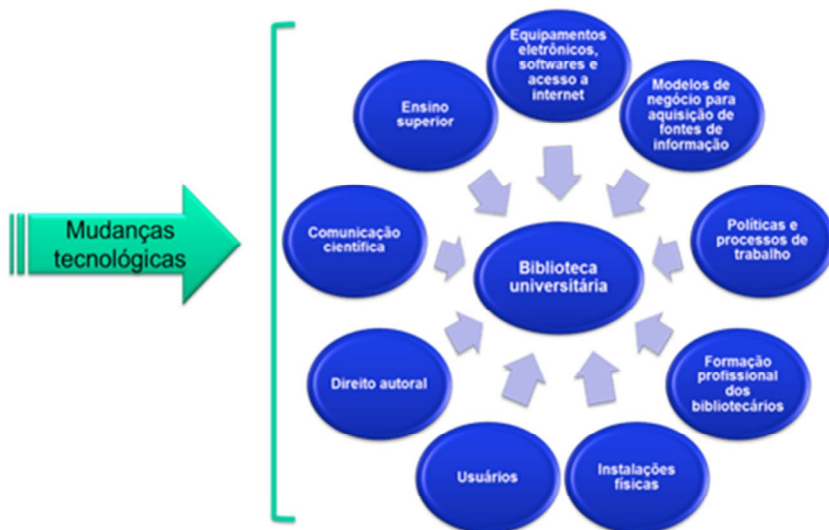 Mudanças
tecnológicas
Equipamentos
eletrônicos,
softwares e
acesso a
internet
Modelos de
negócio para
aquisição de
fontes de
informação
Políticas e
processos de
trabalho
Formação
profissional
dos
bibliotecários
Instalações
físicas
Usuários
Direito autoral
Comunicação
científica
Ensino
superior
Biblioteca
universitária